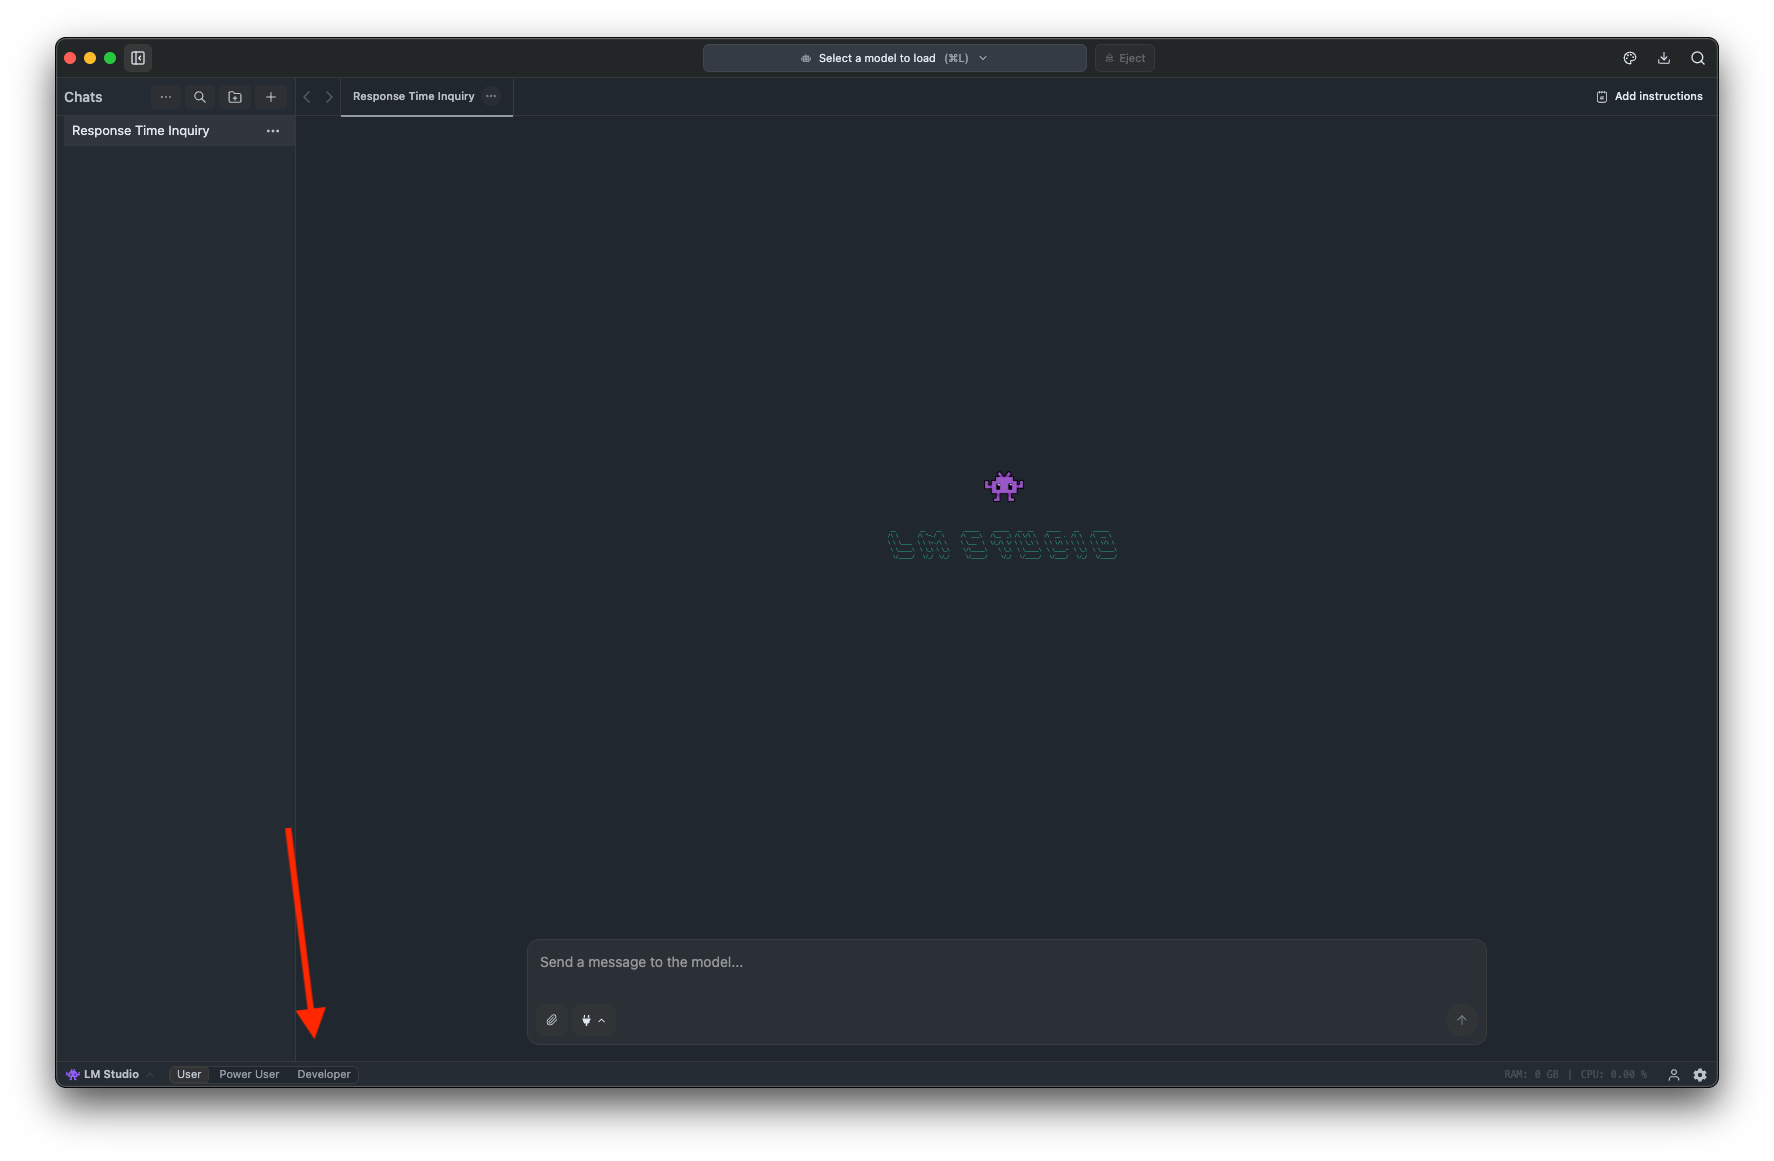 Select a model to load (⌘L)
Eject
Chats
Response Time Inquiry
Add instructions
Response Time Inquiry
LM STUDIO
Send a message to the model...
LM Studio
User
Power User
Developer
RAM: 0 GB | CPU: 0.00 %